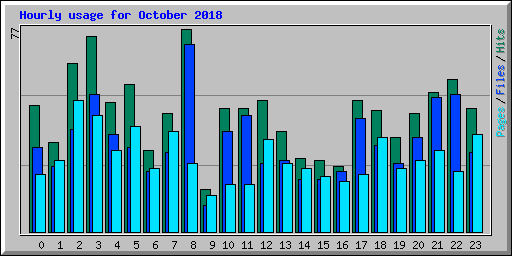 Hourly usage for October 2018
77
Pages/Files/Hits
0 1 2 3 4 5 6 7 8 9 10 11 12 13 14 15 16 17 18 19 20 21 22 23